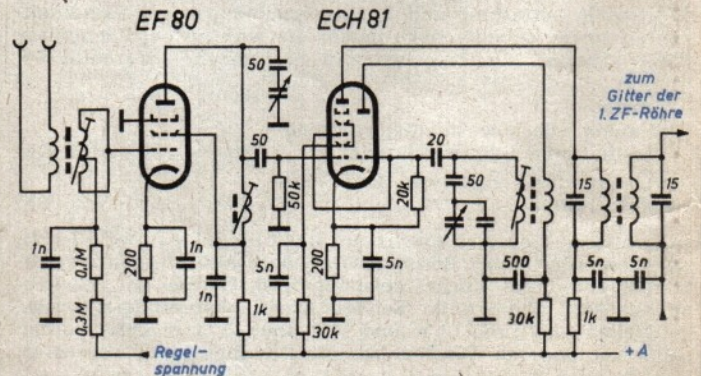 EF 80
ECH 81
50
50
20
50
15
15
zum
Gitter der
1. ZF-Röhre
1n
0,1M
0,3M
200
1n
1n
1k
50k
5n
30k
200
5n
20k
500
30k
1k
5n
5n
Regel-
spannung
+A